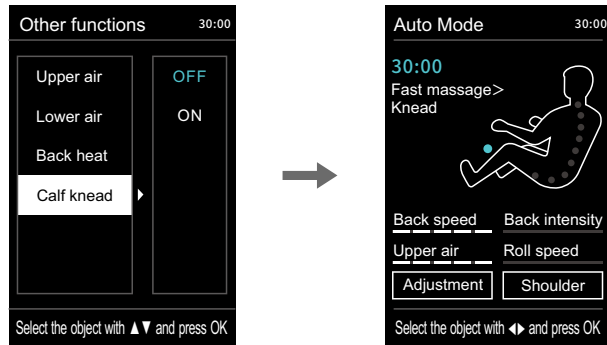 Other functions 30:00
Upper air OFF
Lower air ON
Back heat
Calf knead
Select the object with ▲▼ and press OK
Auto Mode 30:00
30:00
Fast massage>
Knead
Back speed Back intensity
Upper air Roll speed
Adjustment Shoulder
Select the object with ◀▶ and press OK